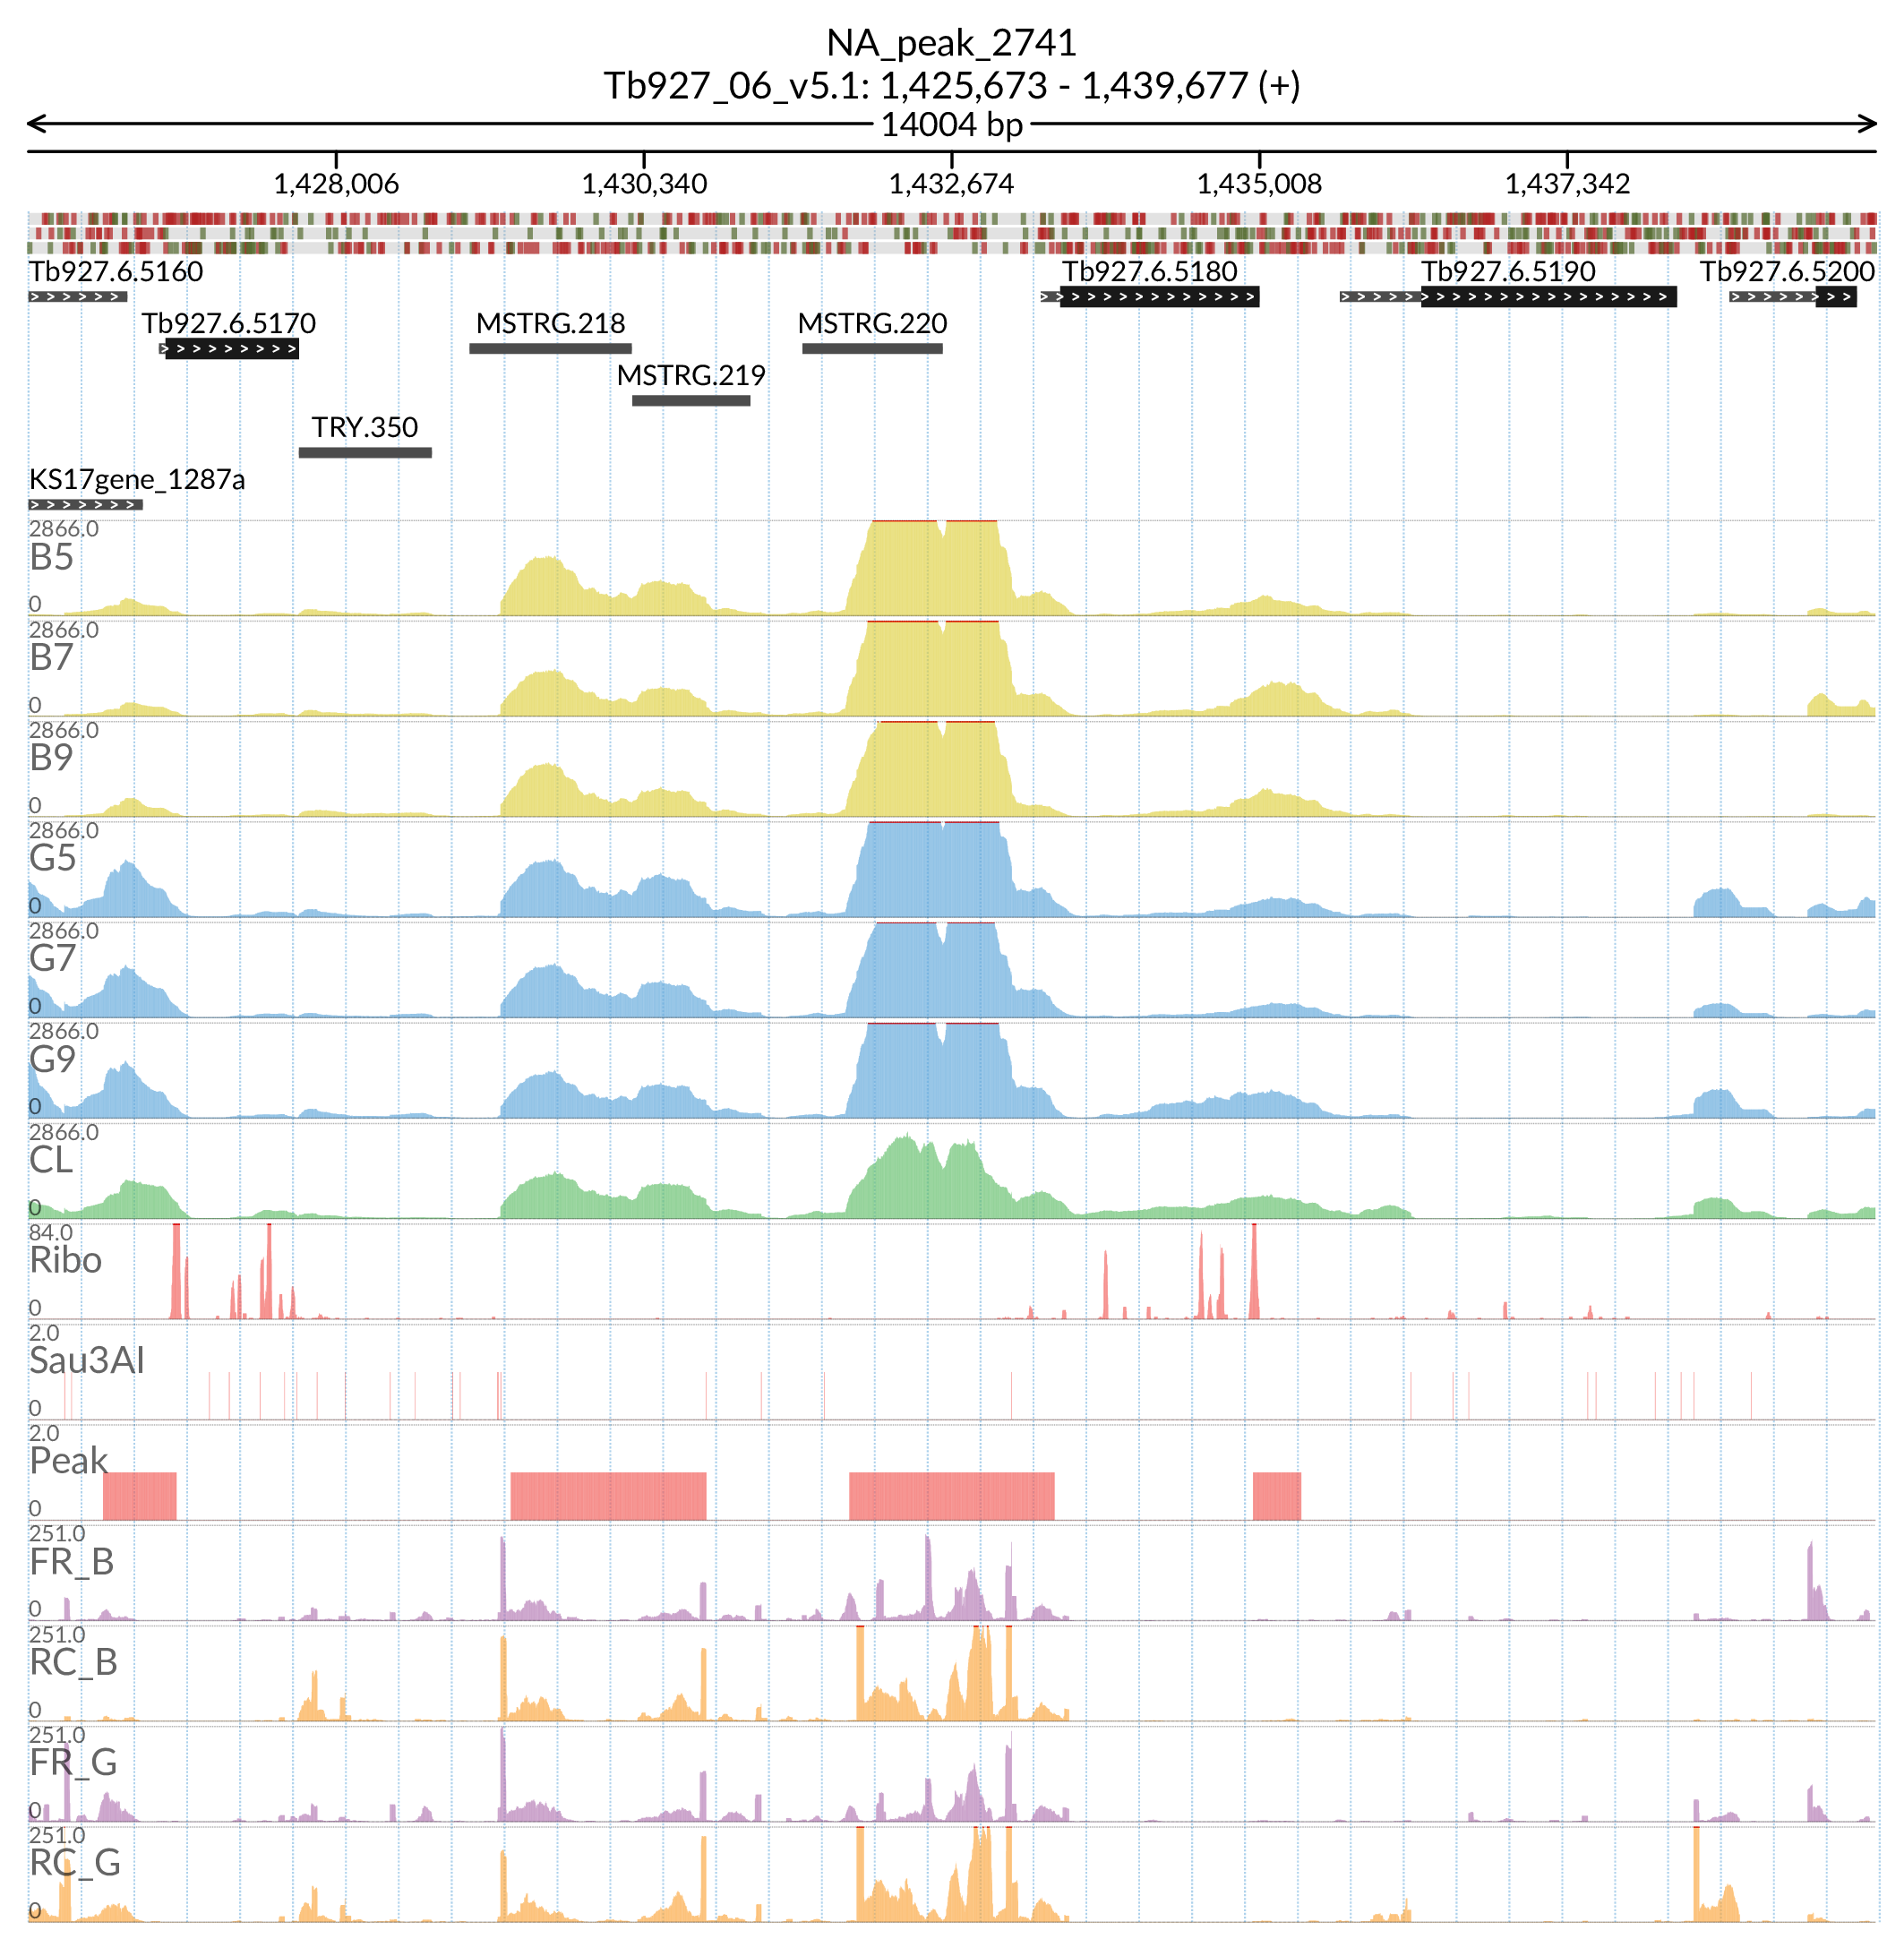 NA_peak_2741
Tb927_06_v5.1: 1,425,673 - 1,439,677 (+)
14004 bp
1,428,006 1,430,340 1,432,674 1,435,008 1,437,342
Tb927.6.5160 Tb927.6.5180 Tb927.6.5190 Tb927.6.5200
Tb927.6.5170 MSTRG.218 MSTRG.220
MSTRG.219
TRY.350
KS17gene_1287a
2866.0
B5
0
2866.0
B7
0
2866.0
B9
0
2866.0
G5
0
2866.0
G7
0
2866.0
G9
0
2866.0
CL
0
84.0
Ribo
0
2.0
Sau3AI
0
2.0
Peak
0
251.0
FR_B
0
251.0
RC_B
0
251.0
FR_G
0
251.0
RC_G
0